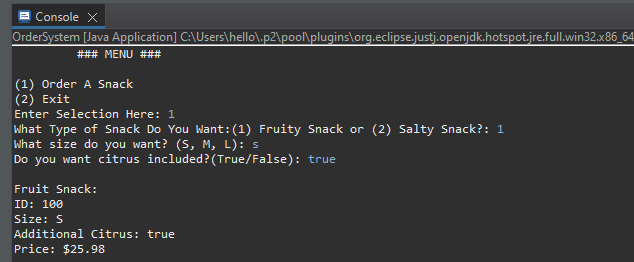 Console
OrderSystem [Java Application] C:\Users\hello\.p2\pool\plugins\org.eclipse.justj.openjdk.hotspot.jre.full.win32.x86_64
### MENU ###
(1) Order A Snack
(2) Exit
Enter Selection Here: 1
What Type of Snack Do You Want:(1) Fruity Snack or (2) Salty Snack?: 1
What size do you want? (S, M, L): s
Do you want citrus included?(True/False): true
Fruit Snack:
ID: 100
Size: S
Additional Citrus: true
Price: $25.98